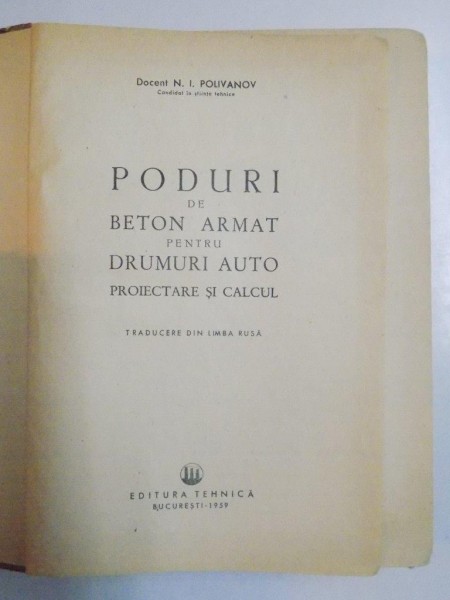 Docent N. I. POLIVANOV
Candidat în științe tehnice
PODURI
DE
BETON ARMAT
PENTRU
DRUMURI AUTO
PROIECTARE ȘI CALCUL
TRADUCERE DIN LIMBA RUSĂ
EDITURA TEHNICĂ
BUCUREȘTI-1959